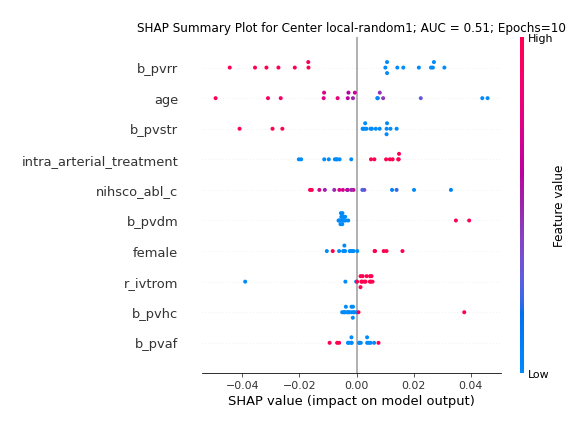 SHAP Summary Plot for Center local-random1; AUC = 0.51; Epochs=10
High
b_pvrr
age
b_pvstr
intra_arterial_treatment
nihsco_abl_c
b_pvdm
female
r_ivtrom
b_pvhc
b_pvaf
Feature value
Low
−0.04 −0.02 0.00 0.02 0.04
SHAP value (impact on model output)